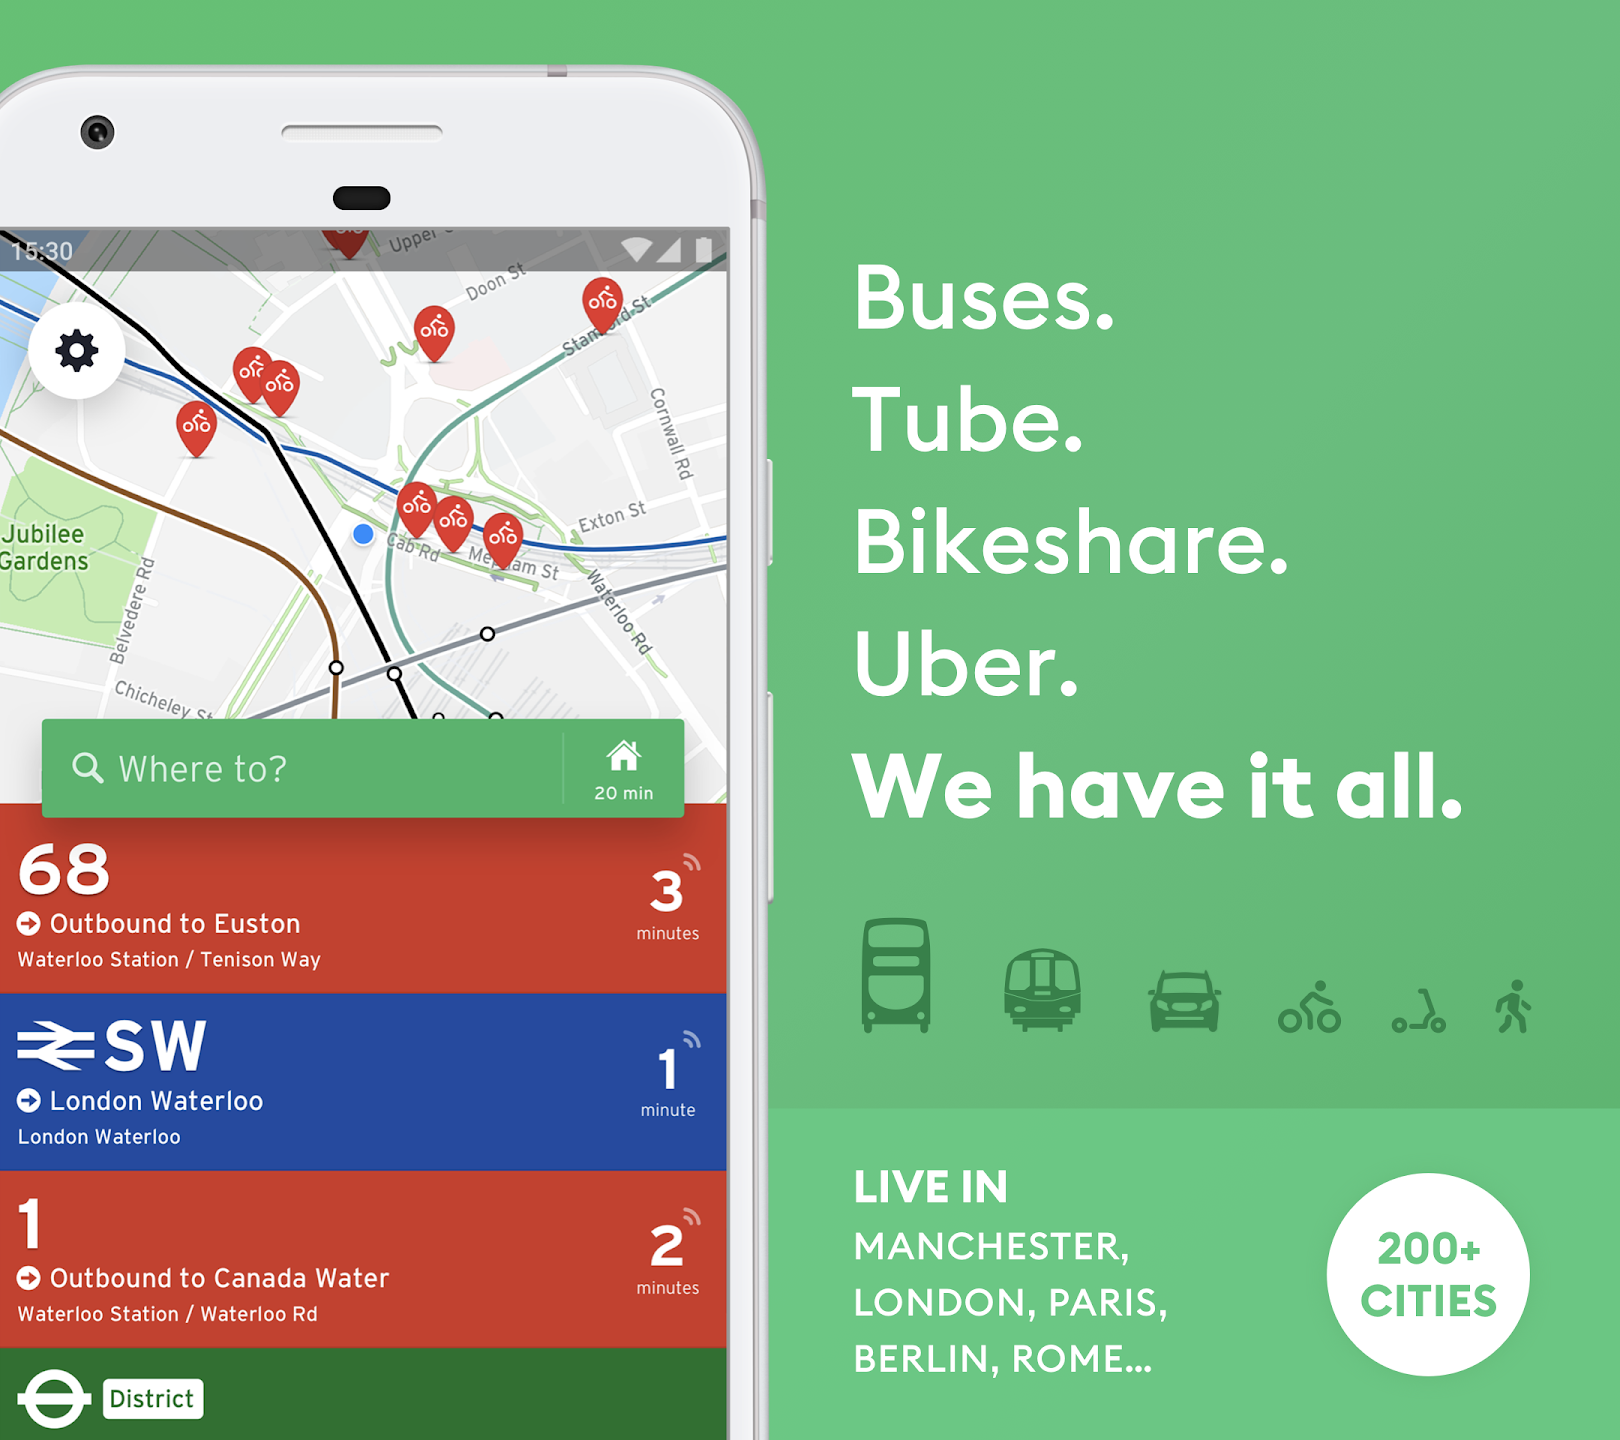 15:30
Upper
Doon St
Stamford St
Cornwall Rd
Exton St
Jubilee
Gardens
Cab Rd
Mepham St
Belvedere Rd
Waterloo Rd
Chicheley St
Where to?
20 min
68
Outbound to Euston
Waterloo Station / Tenison Way
3
minutes
SW
London Waterloo
London Waterloo
1
minute
1
Outbound to Canada Water
Waterloo Station / Waterloo Rd
2
minutes
District
Buses.
Tube.
Bikeshare.
Uber.
We have it all.
LIVE IN
MANCHESTER,
LONDON, PARIS,
BERLIN, ROME...
200+
CITIES